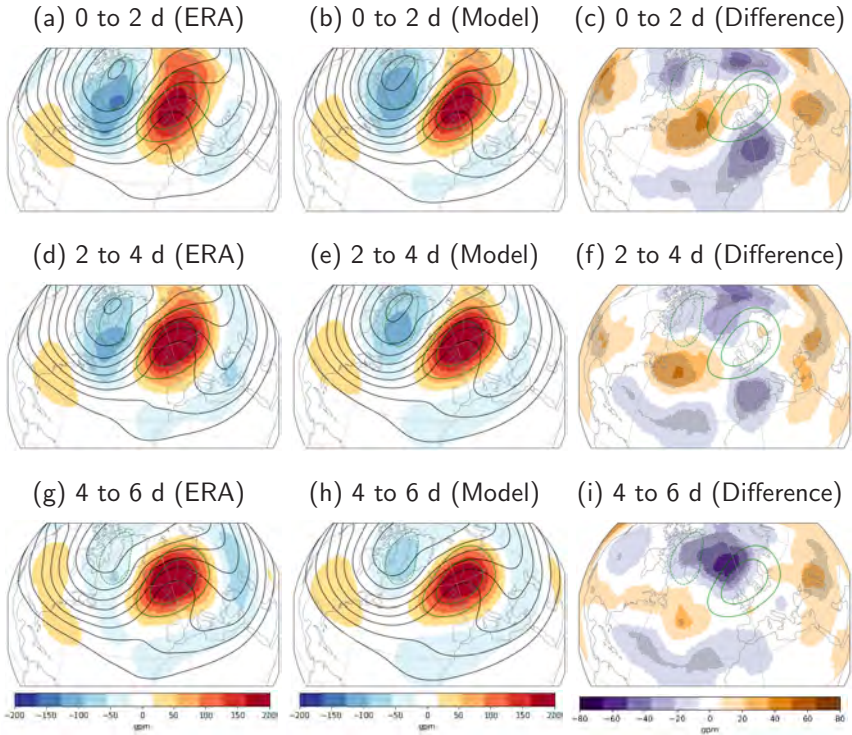 (a) 0 to 2 d (ERA)
(b) 0 to 2 d (Model)
(c) 0 to 2 d (Difference)
(d) 2 to 4 d (ERA)
(e) 2 to 4 d (Model)
(f) 2 to 4 d (Difference)
(g) 4 to 6 d (ERA)
(h) 4 to 6 d (Model)
(i) 4 to 6 d (Difference)
−200 −150 −100 −50 0 50 100 150 200
gpm
−200 −150 −100 −50 0 50 100 150 200
gpm
−80 −60 −40 −20 0 20 40 60 80
gpm